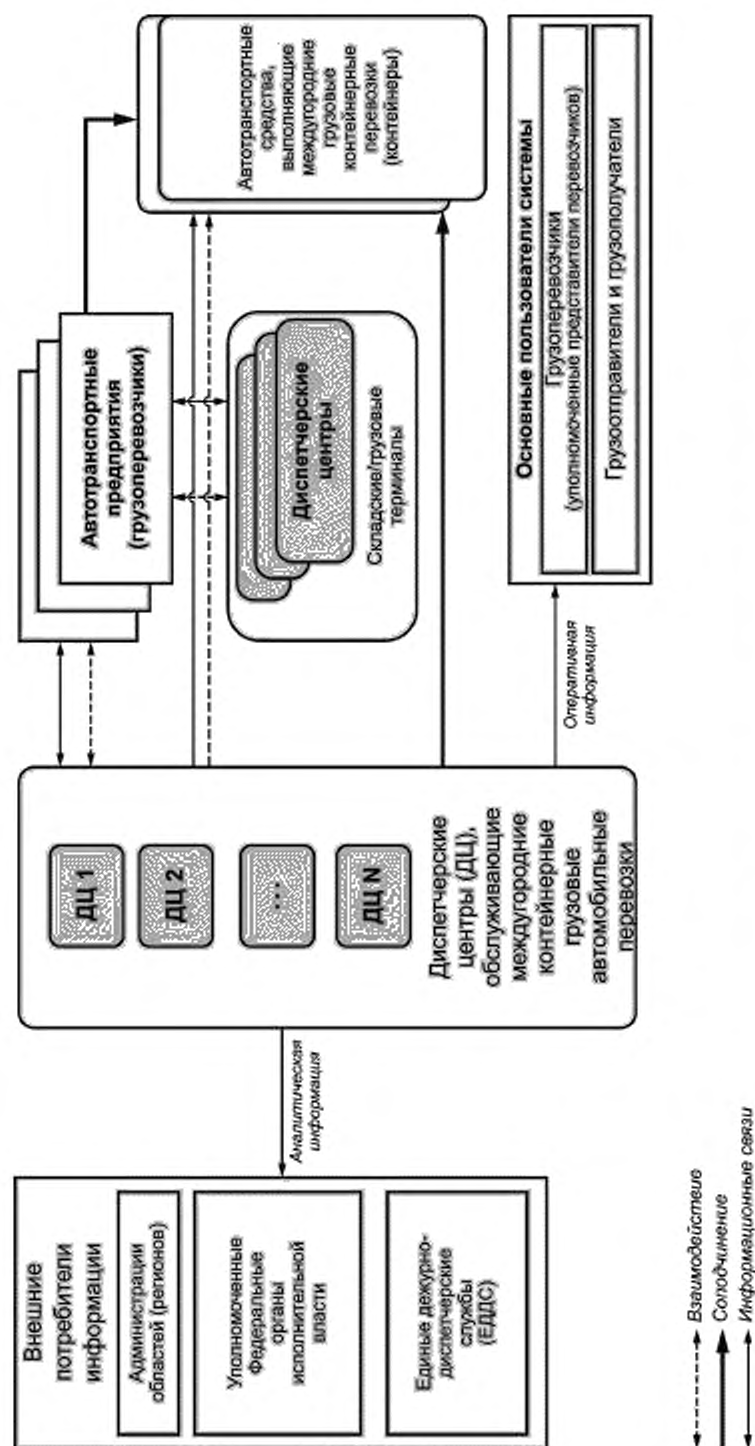 Внешние
потребители
информации
Администрации
областей (регионов)
Уполномоченные
Федеральные
органы
исполнительной
власти
Единые дежурно-
диспетчерские
службы
(ЕДДС)
Аналитическая
информация
ДЦ 1
ДЦ 2
...
ДЦ N
Диспетчерские
центры (ДЦ),
обслуживающие
междугородние
контейнерные
грузовые
автомобильные
перевозки
Оперативная
информация
Автотранспортные
предприятия
(грузоперевозчики)
Диспетчерские
центры
Складские/грузовые
терминалы
Автотранспортные
средства,
выполняющие
междугородние
грузовые
контейнерные
перевозки
(контейнеры)
Основные пользователи системы
Грузоперевозчики
(уполномоченные представители перевозчиков)
Грузоотправители и грузополучатели
Взаимодействие
Соподчинение
Информационные связи